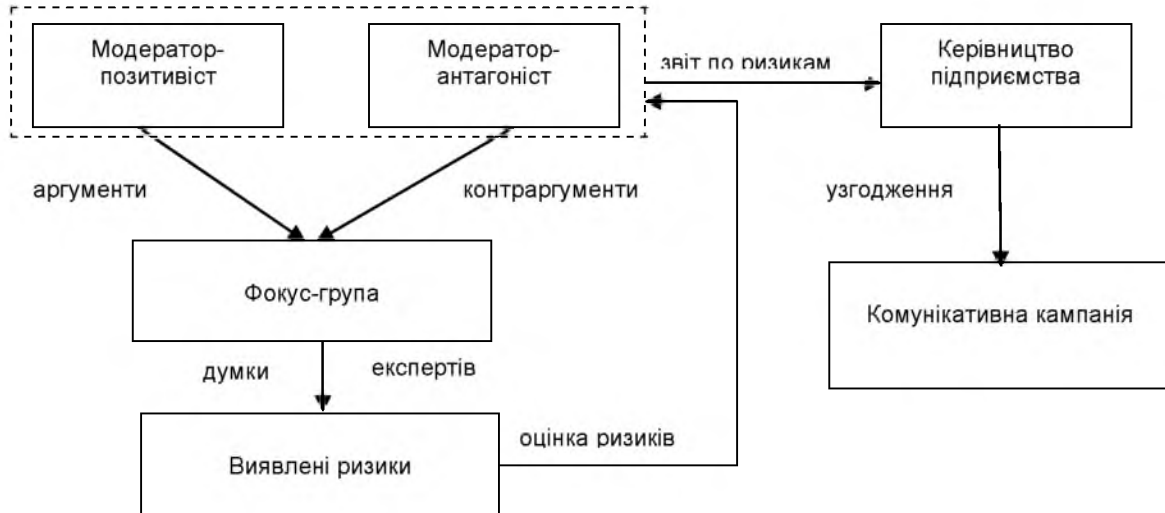 Модератор-
позитивіст
Модератор-
антагоніст
звіт по ризикам
Керівництво
підприємства
аргументи
контраргументи
узгодження
Фокус-група
Комунікативна кампанія
думки
експертів
Виявлені ризики
оцінка ризиків